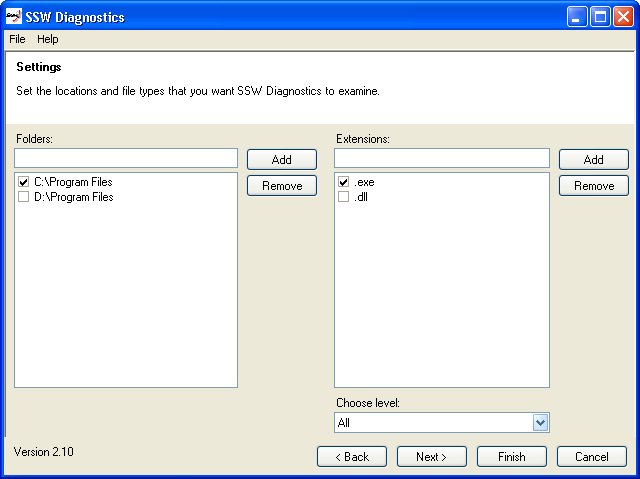 SSW Diagnostics
File Help
Settings
Set the locations and file types that you want SSW Diagnostics to examine.
Folders:
Add
Remove
C:\Program Files
D:\Program Files
Extensions:
Add
Remove
.exe
.dll
Choose level:
All
Version 2.10
< Back
Next >
Finish
Cancel